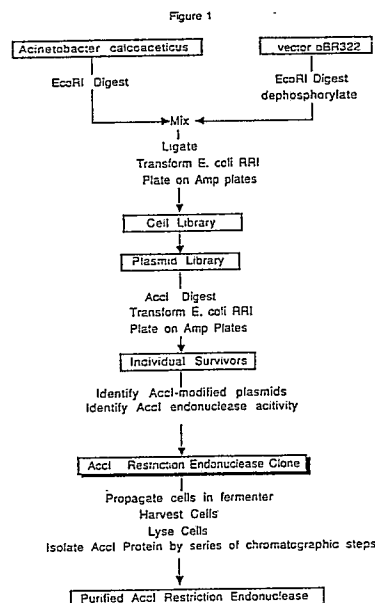 Figure 1
Acinetobacter calcoaceticus
vector pBR322
EcoRI Digest
EcoRI Digest
dephosphorylate
Mix
Ligate
Transform E. coli RRI
Plate on Amp plates
Cell Library
Plasmid Library
AccI Digest
Transform E. coli RRI
Plate on Amp Plates
Individual Survivors
Identify AccI-modified plasmids
Identify AccI endonuclease acitivity
AccI Restriction Endonuclease Clone
Propagate cells in fermenter
Harvest Cells
Lyse Cells
Isolate AccI Protein by series of chromatographic steps
Purified AccI Restriction Endonuclease